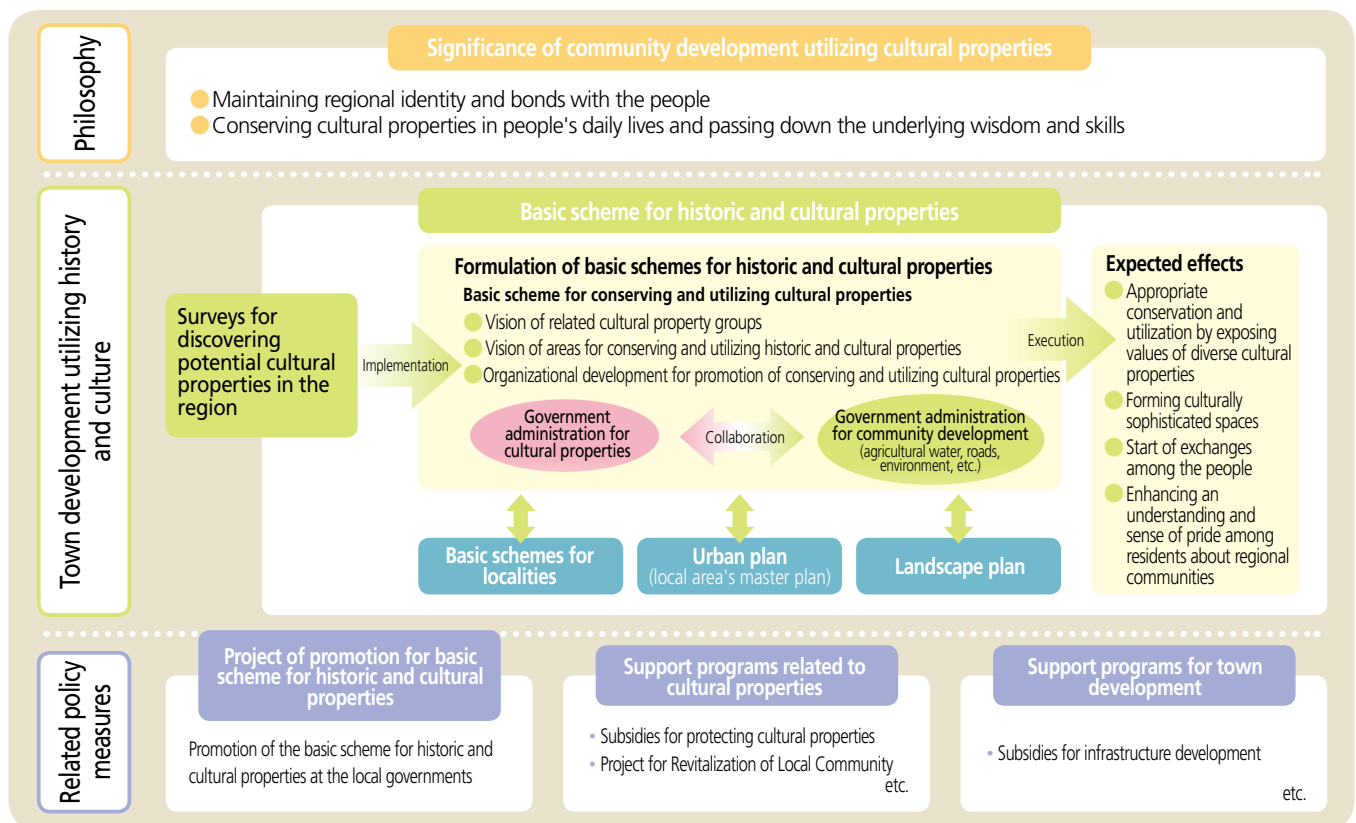 Philosophy
Significance of community development utilizing cultural properties
Maintaining regional identity and bonds with the people
Conserving cultural properties in people's daily lives and passing down the underlying wisdom and skills
Town development utilizing history
and culture
Basic scheme for historic and cultural properties
Surveys for
discovering
potential cultural
properties in the
region
Implementation
Formulation of basic schemes for historic and cultural properties
Basic scheme for conserving and utilizing cultural properties
Vision of related cultural property groups
Vision of areas for conserving and utilizing historic and cultural properties
Organizational development for promotion of conserving and utilizing cultural properties
Government
administration for
cultural properties
Collaboration
Government administration
for community development
(agricultural water, roads,
environment, etc.)
Execution
Expected effects
Appropriate
conservation and
utilization by exposing
values of diverse cultural
properties
Forming culturally
sophisticated spaces
Start of exchanges
among the people
Enhancing an
understanding and
sense of pride among
residents about regional
communities
Basic schemes for
localities
Urban plan
(local area's master plan)
Landscape plan
Related policy
measures
Project of promotion for basic
scheme for historic and cultural
properties
Promotion of the basic scheme for historic and
cultural properties at the local governments
Support programs related to
cultural properties
• Subsidies for protecting cultural properties
• Project for Revitalization of Local Community
etc.
Support programs for town
development
• Subsidies for infrastructure development
etc.